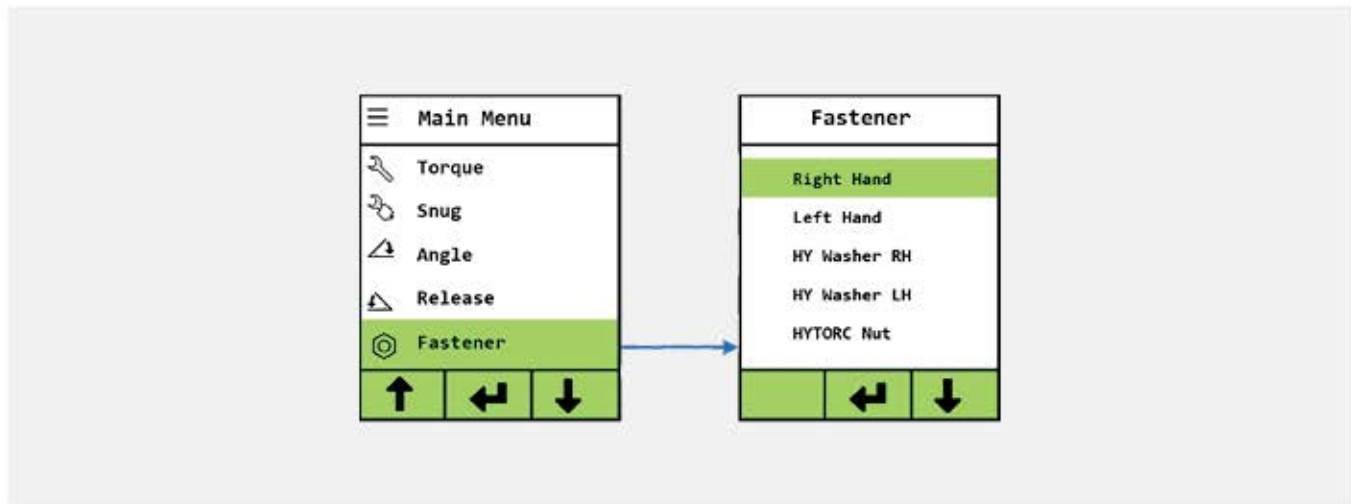 Main Menu
Torque
Snug
Angle
Release
Fastener
Fastener
Right Hand
Left Hand
HY Washer RH
HY Washer LH
HYTORC Nut